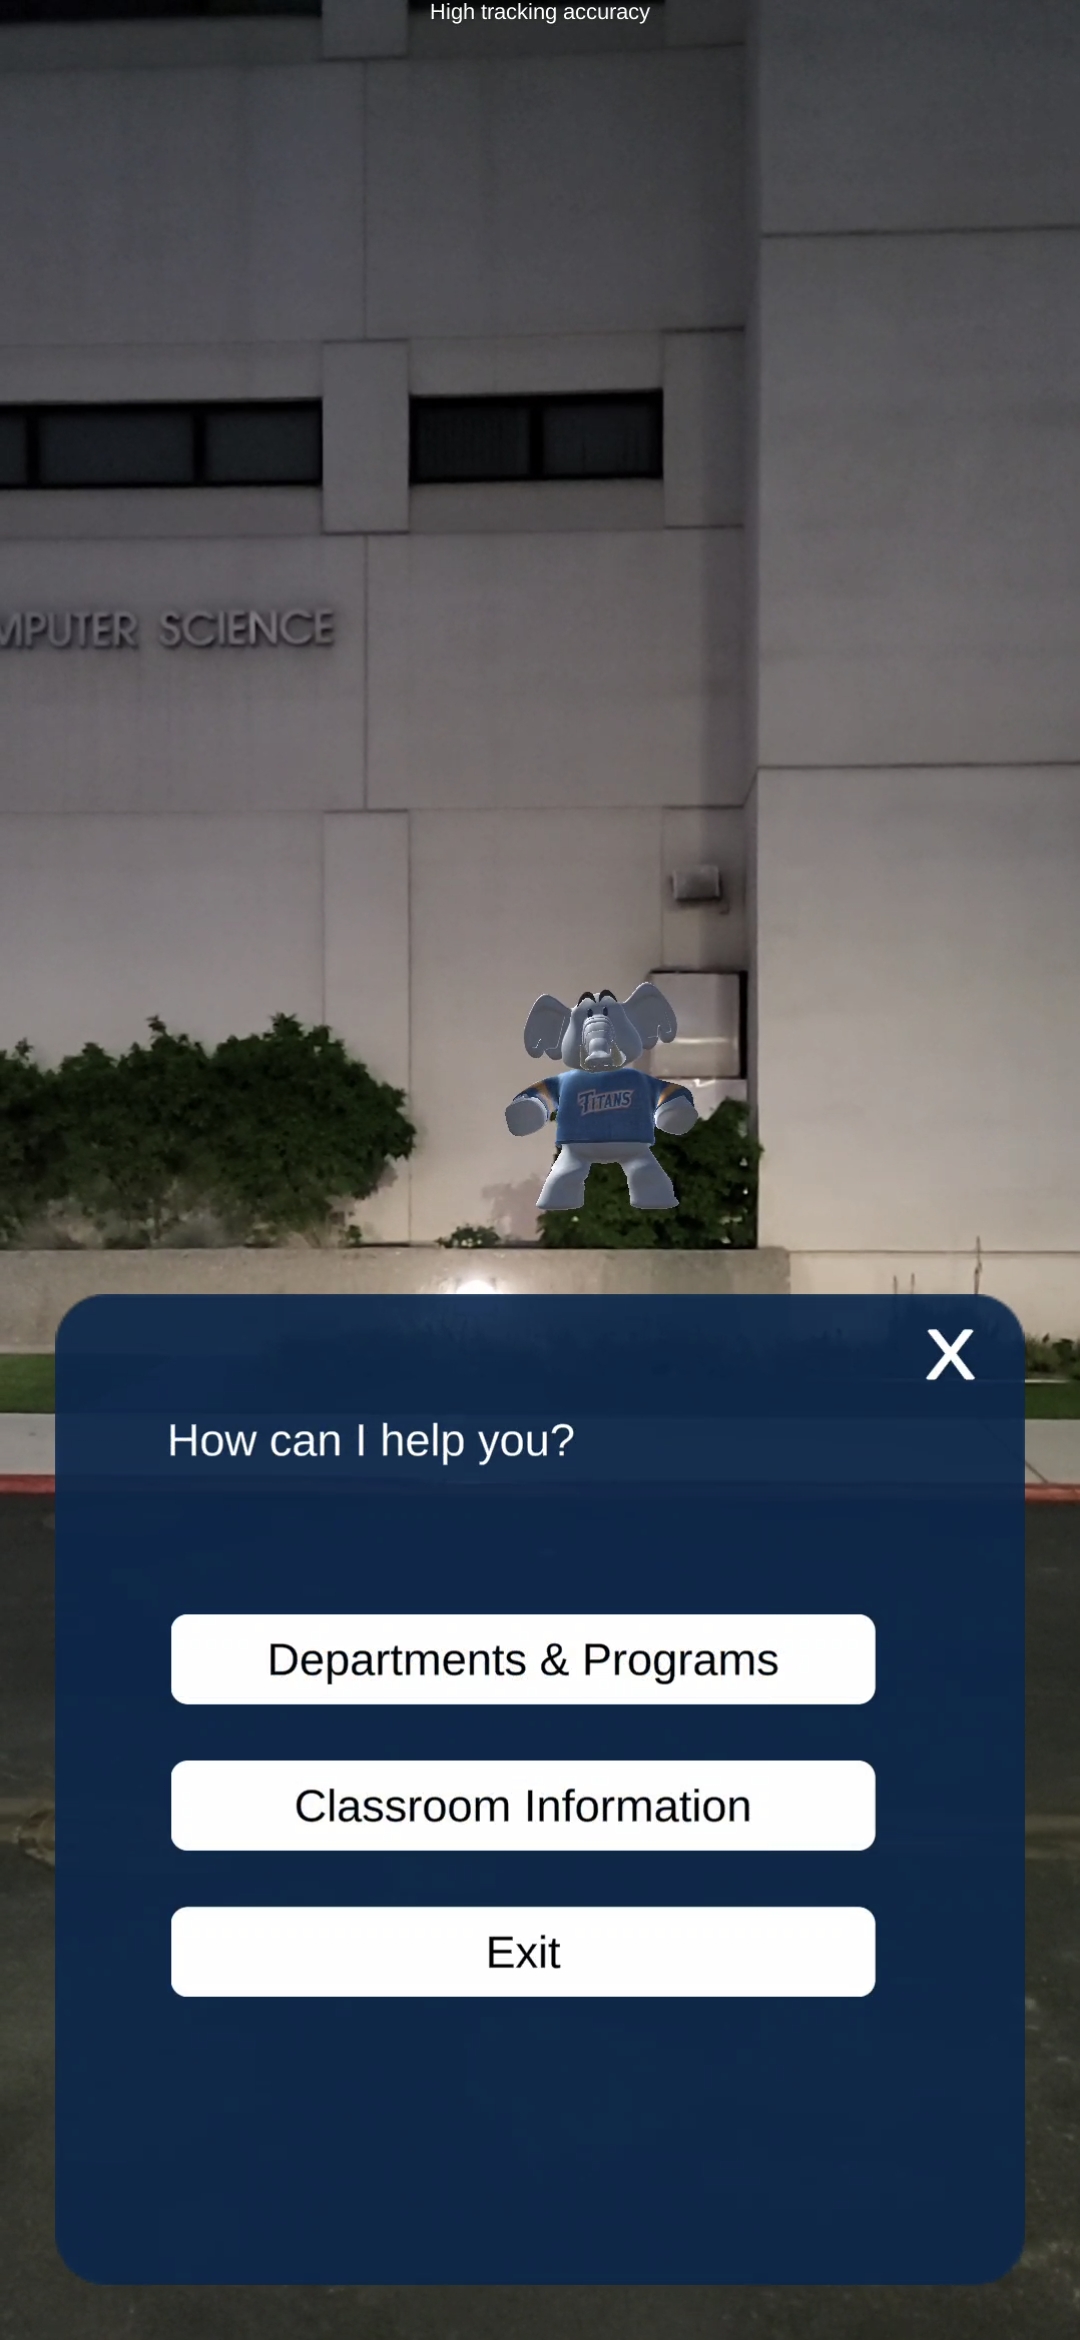 High tracking accuracy
MPUTER SCIENCE
TITANS
X
How can I help you?
Departments & Programs
Classroom Information
Exit